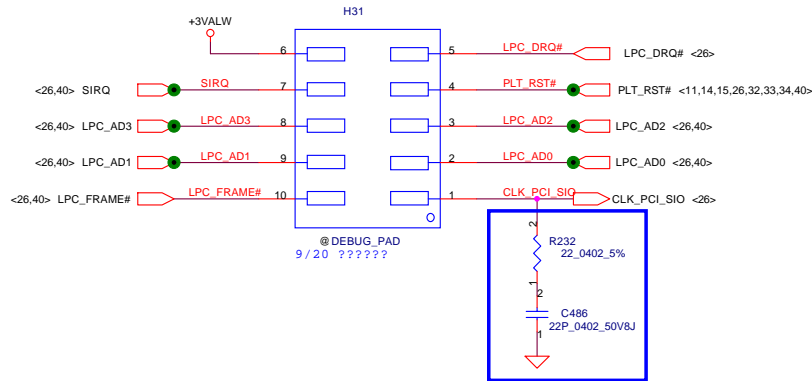 H31
+3VALW
6
5
LPC_DRQ#
LPC_DRQ# <26>
<26,40> SIRQ
SIRQ
7
4
PLT_RST#
PLT_RST# <11,14,15,26,32,33,34,40>
<26,40> LPC_AD3
LPC_AD3
8
3
LPC_AD2
LPC_AD2 <26,40>
<26,40> LPC_AD1
LPC_AD1
9
2
LPC_AD0
LPC_AD0 <26,40>
<26,40> LPC_FRAME#
LPC_FRAME#
10
1
CLK_PCI_SIO
CLK_PCI_SIO <26>
@DEBUG_PAD
9/20 ??????
2
R232
22_0402_5%
1
2
C486
22P_0402_50V8J
1